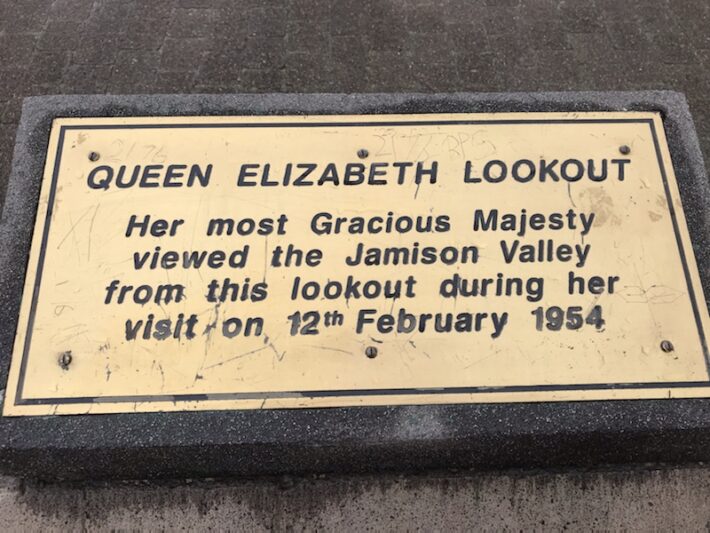 QUEEN ELIZABETH LOOKOUT
Her most Gracious Majesty
viewed the Jamison Valley
from this lookout during her
visit on 12th February 1954